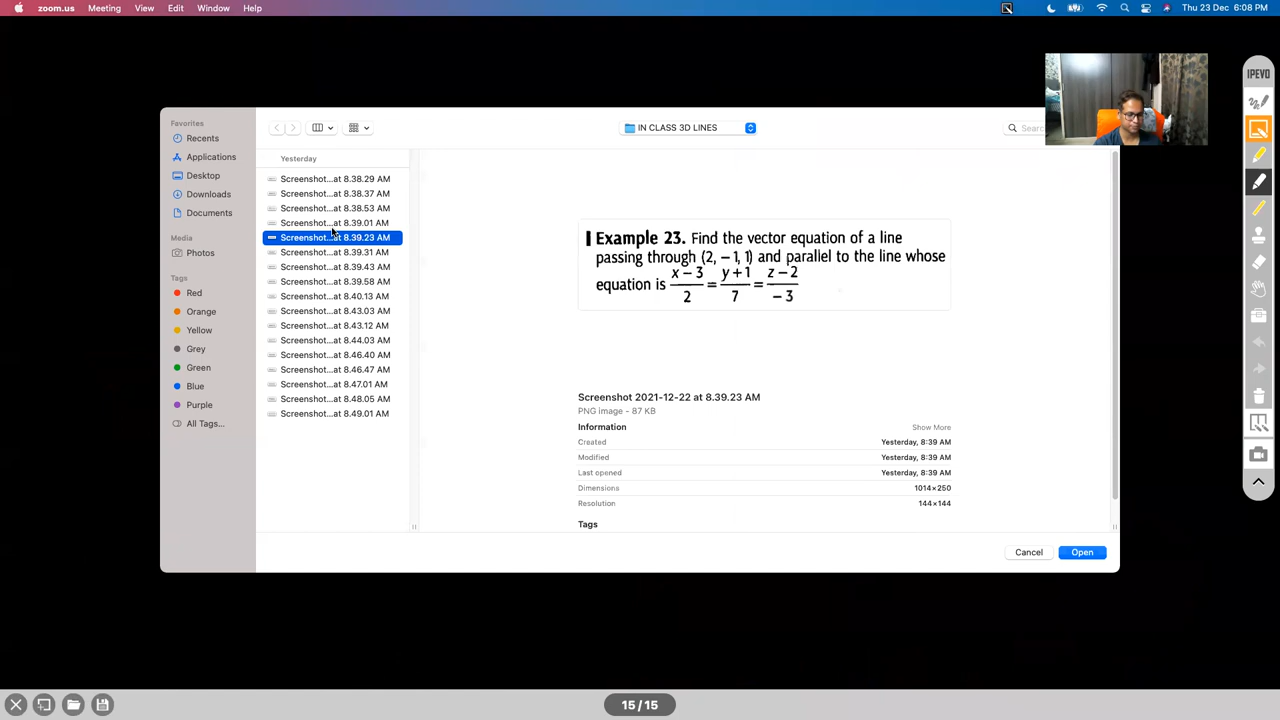 zoom.us Meeting View Edit Window Help Thu 23 Dec 6:08 PM
IPEVO
Favorites
Recents
Applications
Desktop
Downloads
Documents
Media
Photos
Tags
Red
Orange
Yellow
Grey
Green
Blue
Purple
All Tags...
IN CLASS 3D LINES
Sear
Yesterday
Screenshot...at 8.38.29 AM
Screenshot...at 8.38.37 AM
Screenshot...at 8.38.53 AM
Screenshot...at 8.39.01 AM
Screenshot...at 8.39.23 AM
Screenshot...at 8.39.31 AM
Screenshot...at 8.39.43 AM
Screenshot...at 8.39.58 AM
Screenshot...at 8.40.13 AM
Screenshot...at 8.43.03 AM
Screenshot...at 8.43.12 AM
Screenshot...at 8.44.03 AM
Screenshot...at 8.46.40 AM
Screenshot...at 8.46.47 AM
Screenshot...at 8.47.01 AM
Screenshot...at 8.48.05 AM
Screenshot...at 8.49.01 AM
Example 23. Find the vector equation of a line
passing through (2, – 1, 1) and parallel to the line whose
equation is (x – 3)/2 = (y + 1)/7 = (z – 2)/– 3
Screenshot 2021-12-22 at 8.39.23 AM
PNG image - 87 KB
Information Show More
Created Yesterday, 8:39 AM
Modified Yesterday, 8:39 AM
Last opened Yesterday, 8:39 AM
Dimensions 1014×250
Resolution 144×144
Tags
Cancel Open
15 / 15